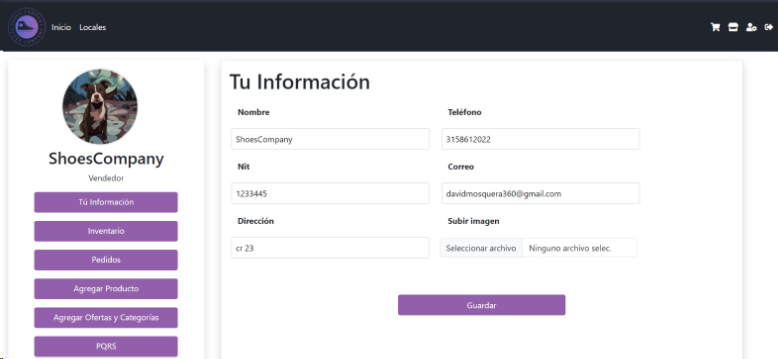 Inicio Locales
ShoesCompany
Vendedor
Tú Información
Inventario
Pedidos
Agregar Producto
Agregar Ofertas y Categorías
PQRS
Tu Información
Nombre Teléfono
ShoesCompany 3158612022
Nit Correo
1233445 davidmosquera360@gmail.com
Dirección Subir imagen
cr 23 Seleccionar archivo Ninguno archivo selec.
Guardar